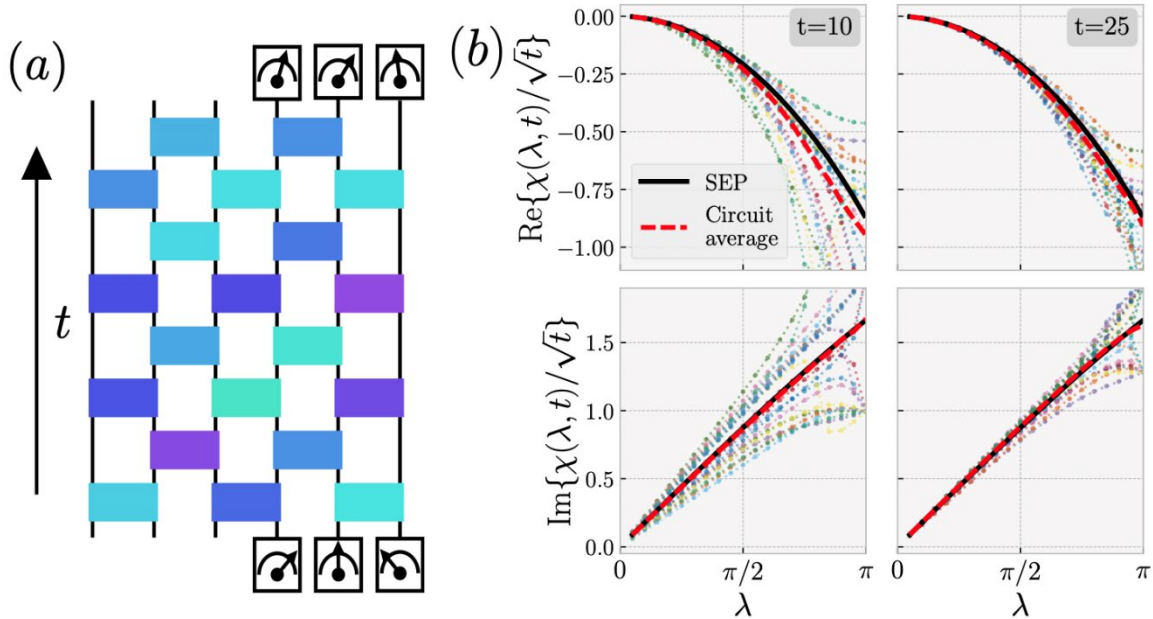 (a)
t
(b)
t=10
t=25
Re{χ(λ, t)/√t}
0.00
−0.25
−0.50
−0.75
−1.00
SEP
Circuit
average
Im{χ(λ, t)/√t}
1.5
1.0
0.5
0.0
0
π/2
π
λ
0
π/2
π
λ